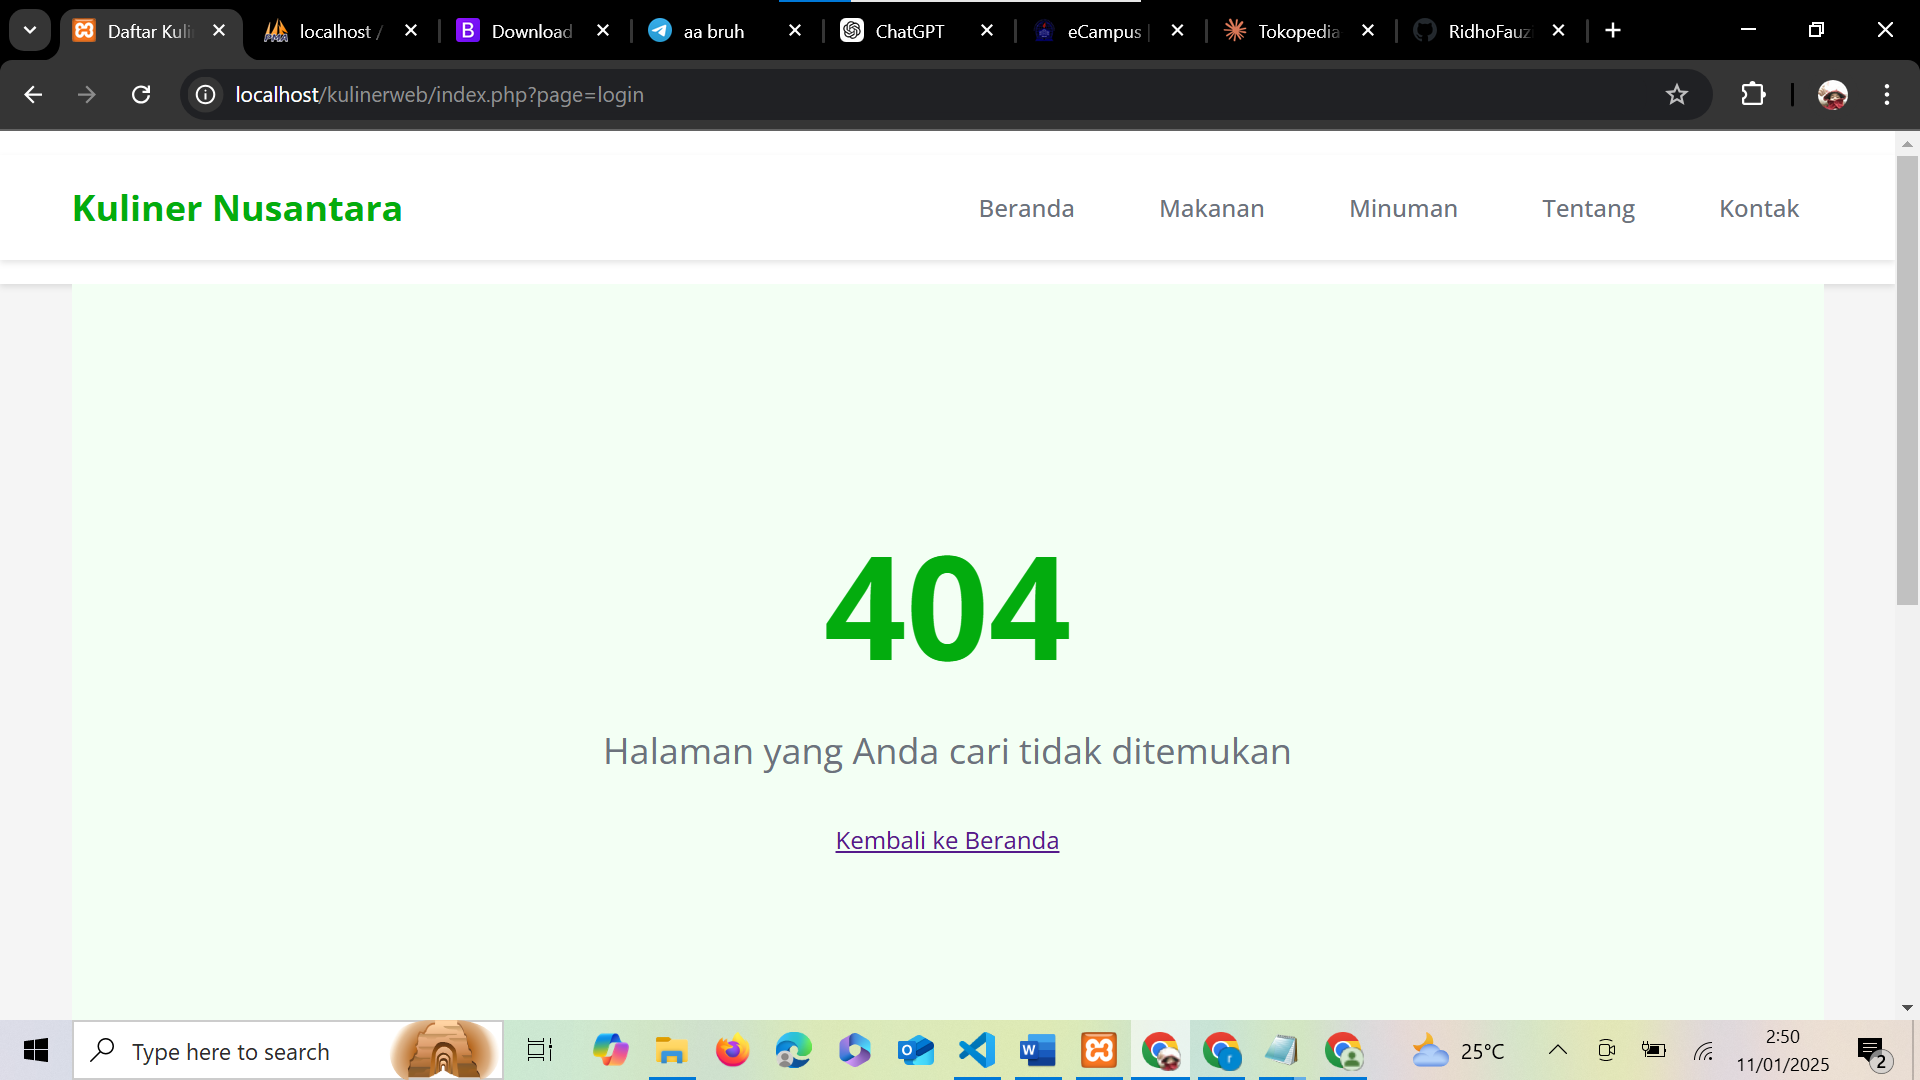 Daftar Kuli
localhost /
Download
aa bruh
ChatGPT
eCampus |
Tokopedia
RidhoFauz
localhost/kulinerweb/index.php?page=login
Kuliner Nusantara
Beranda
Makanan
Minuman
Tentang
Kontak
404
Halaman yang Anda cari tidak ditemukan
Kembali ke Beranda
Type here to search
25°C
2:50
11/01/2025
2